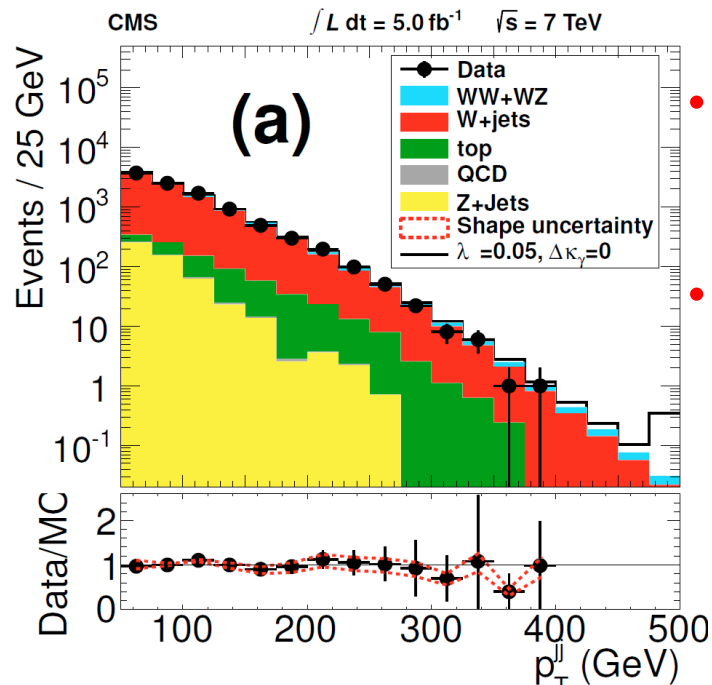 CMS ∫ L dt = 5.0 fb⁻¹ √s = 7 TeV
Events / 25 GeV
10⁵
10⁴
10³
10²
10
1
10⁻¹
(a)
Data
WW+WZ
W+jets
top
QCD
Z+Jets
Shape uncertainty
λ =0.05, Δκᵧ=0
Data/MC
2
1
0
100 200 300 400 500
p_T^jj (GeV)